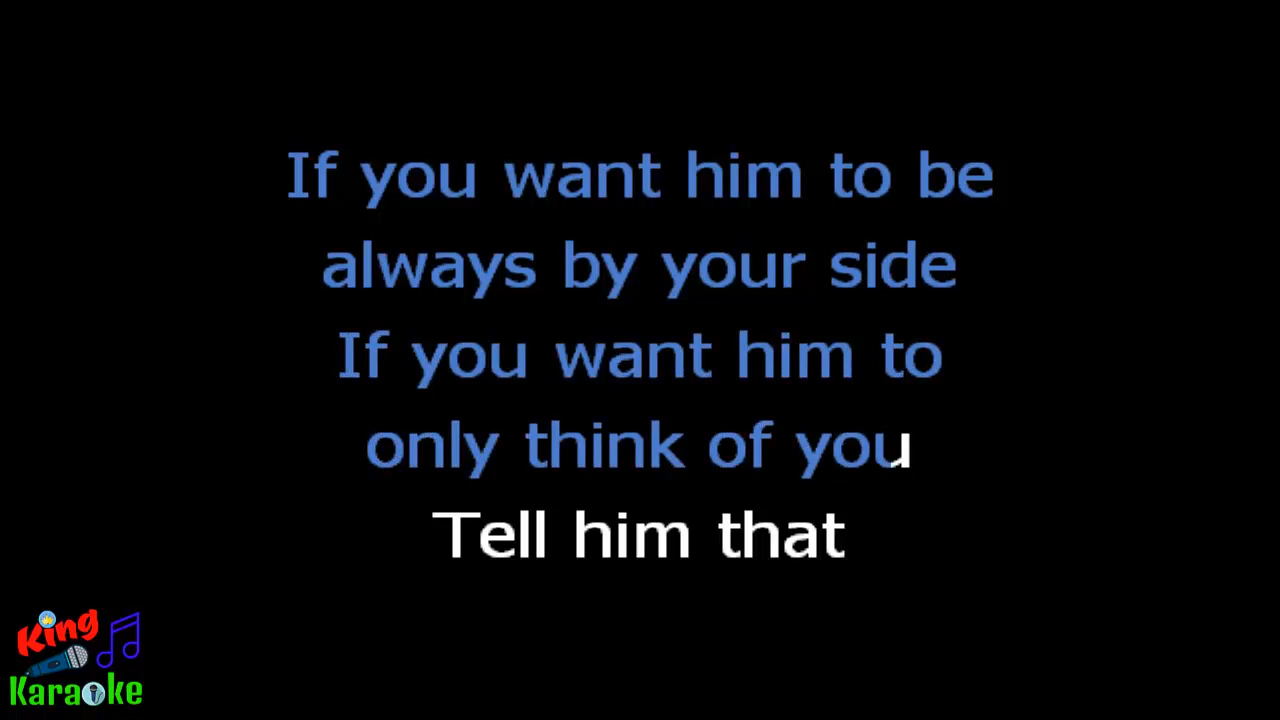 If you want him to be
always by your side
If you want him to
only think of you
Tell him that
King
Karaoke